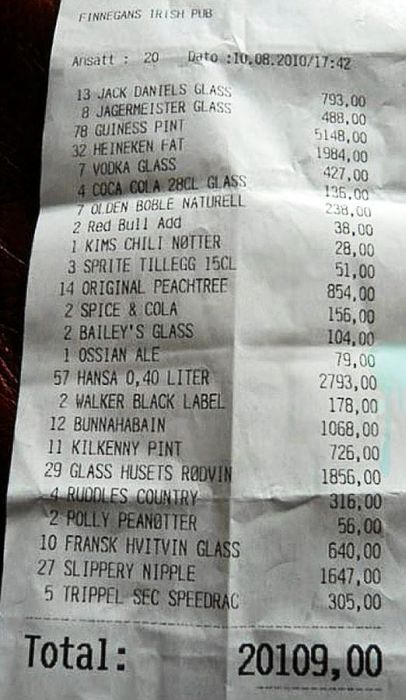 FINNEGANS IRISH PUB
Ansatt : 20 Dato :10.08.2010/17:42
13 JACK DANIELS GLASS 793,00
8 JAGERMEISTER GLASS 488,00
78 GUINESS PINT 5148,00
32 HEINEKEN FAT 1984,00
7 VODKA GLASS 427,00
4 COCA COLA 28CL GLASS 136,00
7 OLDEN BOBLE NATURELL 238,00
2 Red Bull Add 38,00
1 KIMS CHILI NØTTER 28,00
3 SPRITE TILLEGG 15CL 51,00
14 ORIGINAL PEACHTREE 854,00
2 SPICE & COLA 156,00
2 BAILEY'S GLASS 104,00
1 OSSIAN ALE 79,00
57 HANSA 0,40 LITER 2793,00
2 WALKER BLACK LABEL 178,00
12 BUNNAHABAIN 1068,00
11 KILKENNY PINT 726,00
29 GLASS HUSETS RØDVIN 1856,00
4 RUDDLES COUNTRY 316,00
2 POLLY PEANØTTER 56,00
10 FRANSK HVITVIN GLASS 640,00
27 SLIPPERY NIPPLE 1647,00
5 TRIPPEL SEC SPEEDRAC 305,00
Total: 20109,00